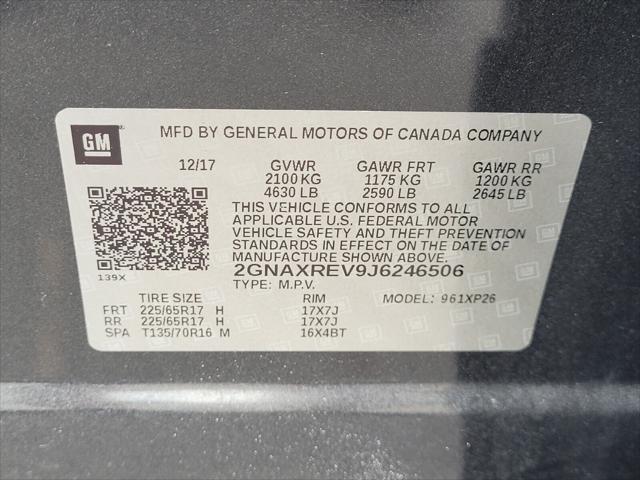 GM
MFD BY GENERAL MOTORS OF CANADA COMPANY
12/17 GVWR GAWR FRT GAWR RR
2100 KG 1175 KG 1200 KG
4630 LB 2590 LB 2645 LB
THIS VEHICLE CONFORMS TO ALL
APPLICABLE U.S. FEDERAL MOTOR
VEHICLE SAFETY AND THEFT PREVENTION
STANDARDS IN EFFECT ON THE DATE OF
MANUFACTURE SHOWN ABOVE.
139X 2GNAXREV9J6246506
TYPE: M.P.V.
TIRE SIZE RIM MODEL: 961XP26
FRT 225/65R17 H 17X7J
RR 225/65R17 H 17X7J
SPA T135/70R16 M 16X4BT